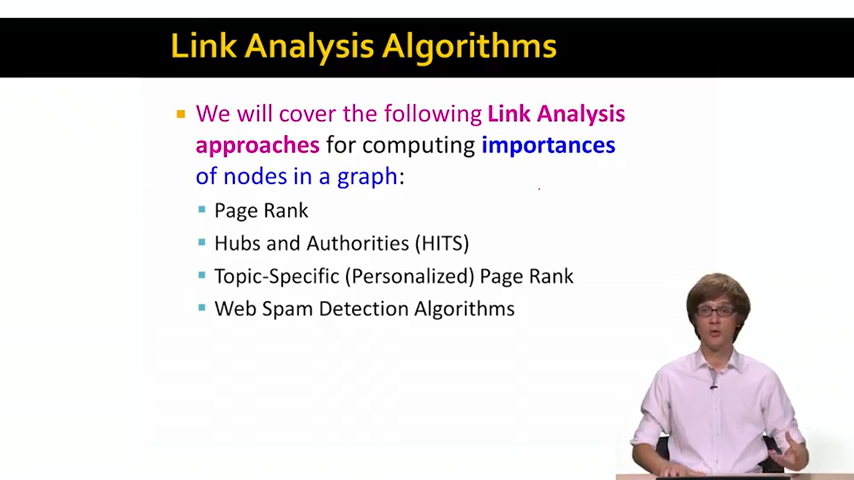 Link Analysis Algorithms
We will cover the following Link Analysis
approaches for computing importances
of nodes in a graph:
Page Rank
Hubs and Authorities (HITS)
Topic-Specific (Personalized) Page Rank
Web Spam Detection Algorithms